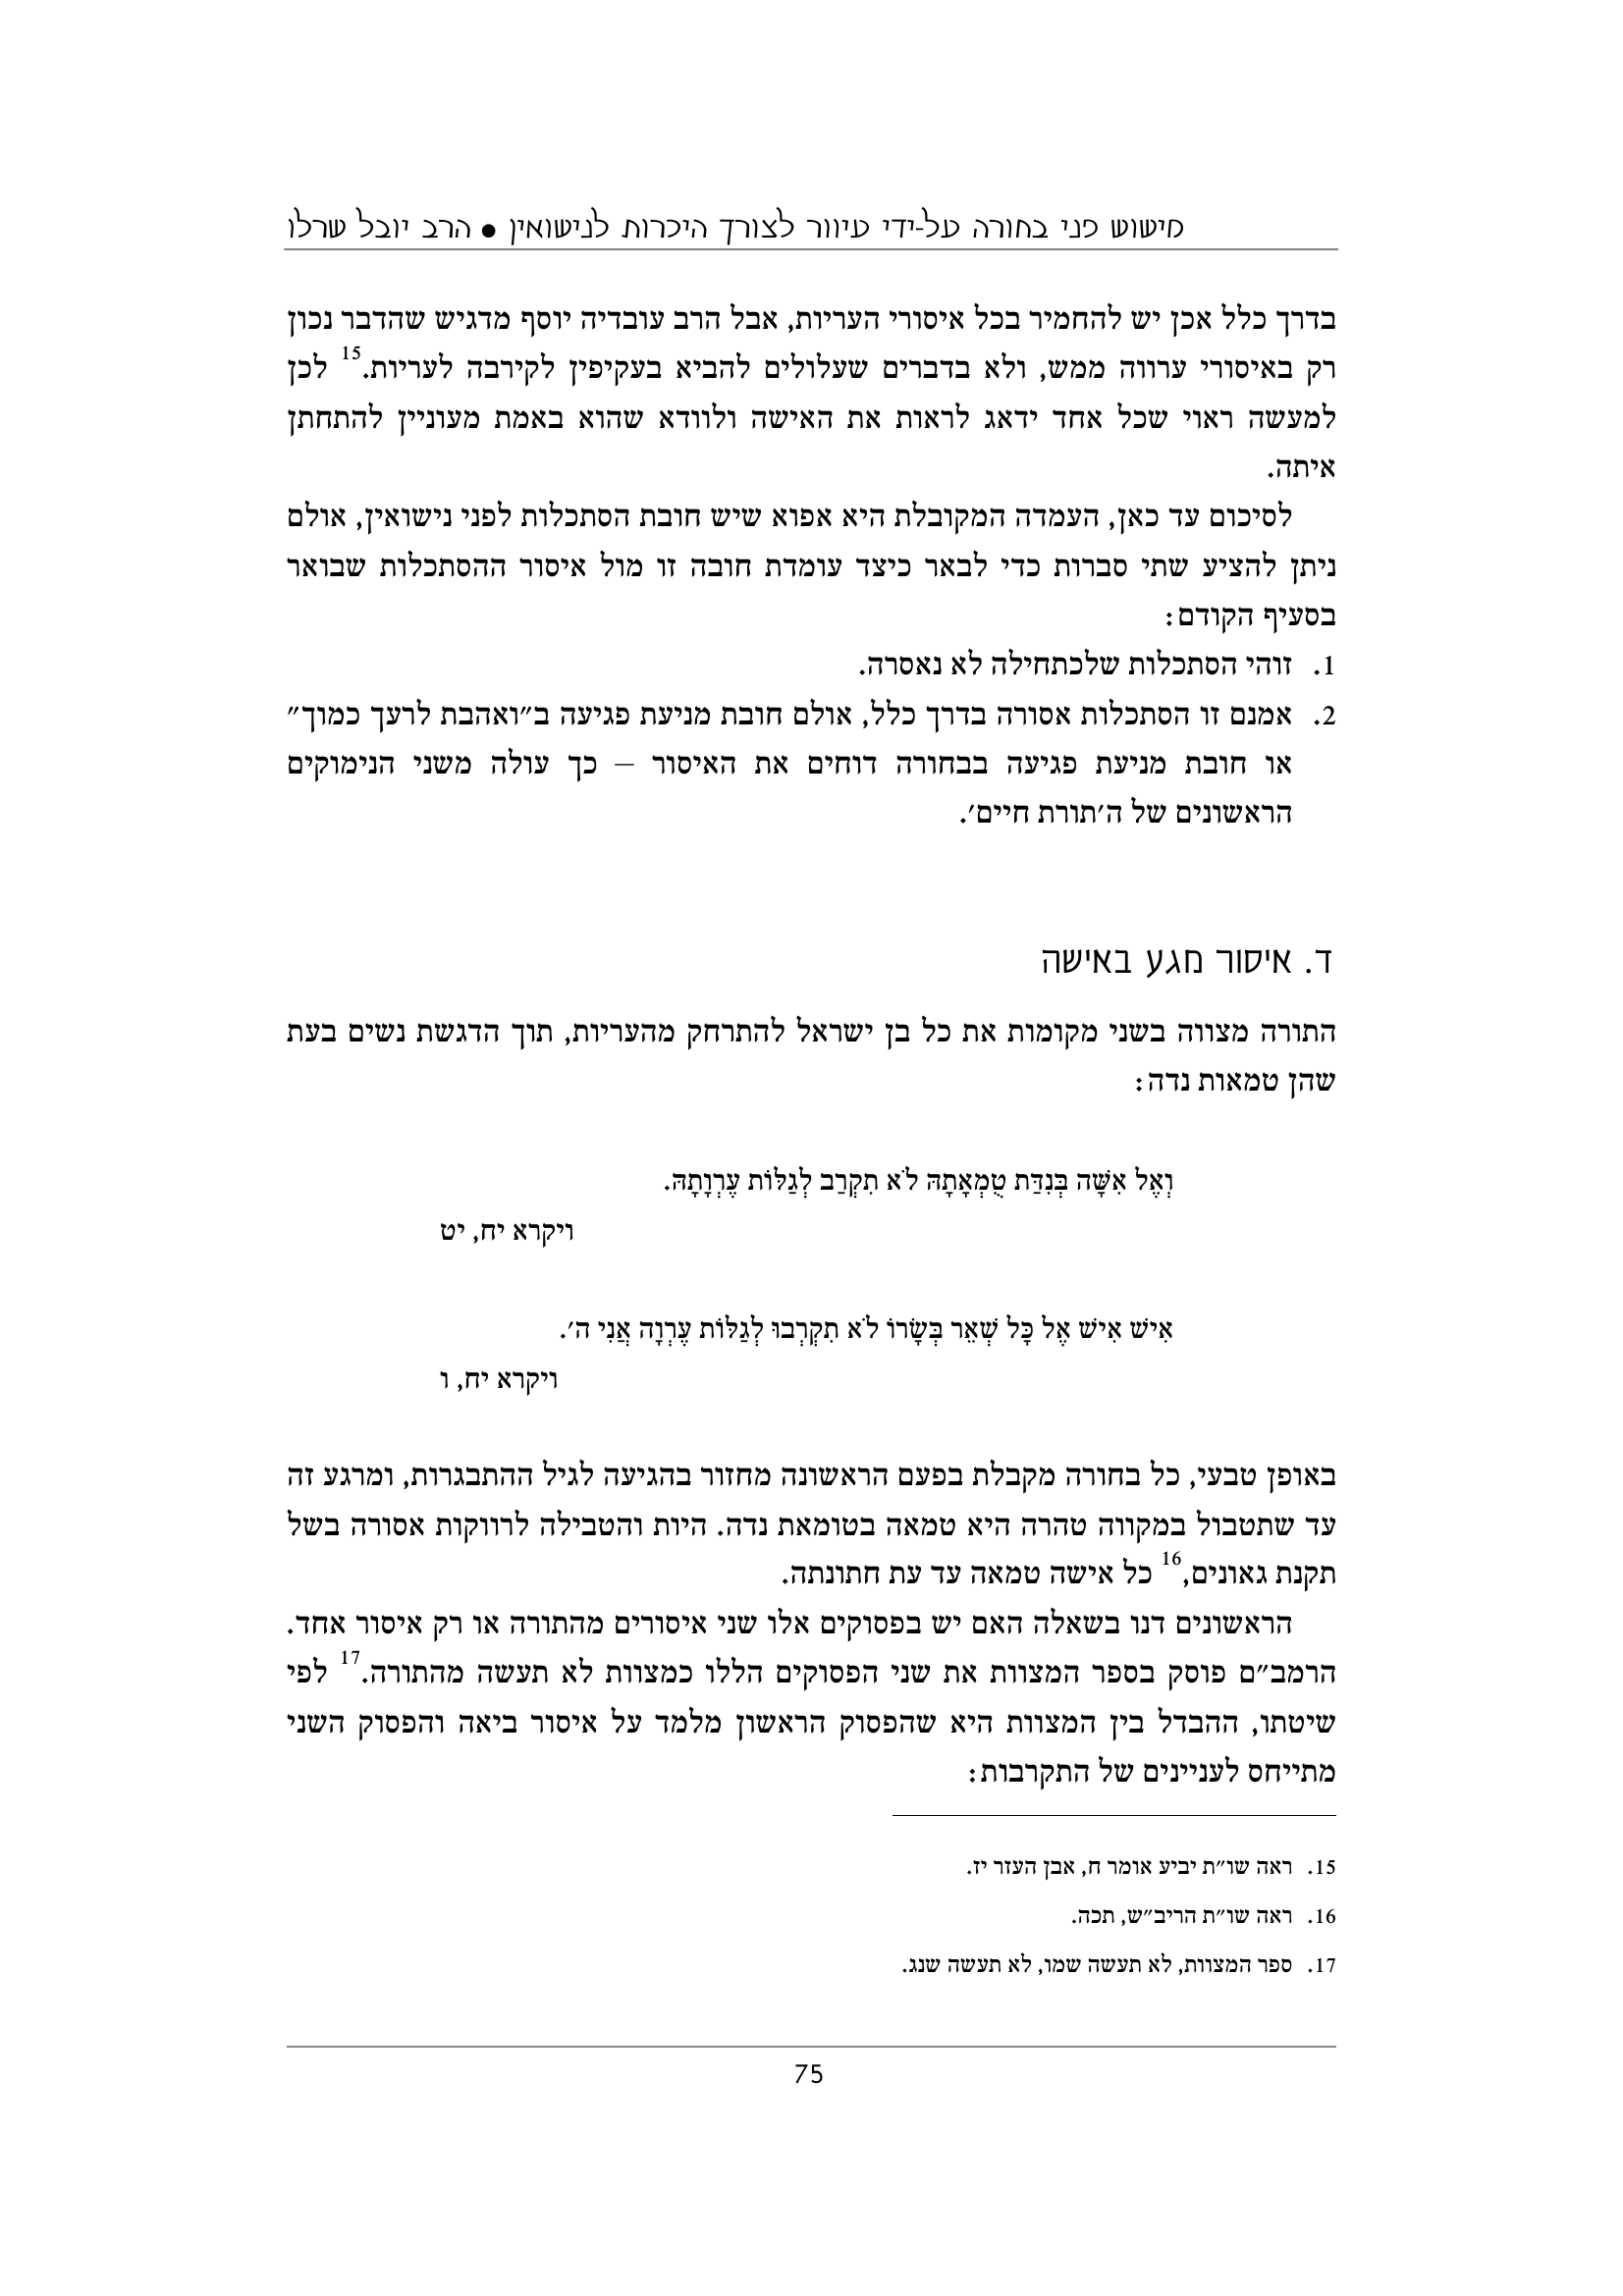 מישוש פני בחורה על-ידי עיוור לצורך היכרות לנישואין ● הרב יובל שרלו
בדרך כלל אכן יש להחמיר בכל איסורי העריות, אבל הרב עובדיה יוסף מדגיש שהדבר נכון
רק באיסורי ערווה ממש, ולא בדברים שעלולים להביא בעקיפין לקירבה לעריות.15 לכן
למעשה ראוי שכל אחד ידאג לראות את האישה ולוודא שהוא באמת מעוניין להתחתן
איתה.
לסיכום עד כאן, העמדה המקובלת היא אפוא שיש חובת הסתכלות לפני נישואין, אולם
ניתן להציע שתי סברות כדי לבאר כיצד עומדת חובה זו מול איסור ההסתכלות שבואר
בסעיף הקודם:
1. זוהי הסתכלות שלכתחילה לא נאסרה.
2. אמנם זו הסתכלות אסורה בדרך כלל, אולם חובת מניעת פגיעה ב״ואהבת לרעך כמוך״
או חובת מניעת פגיעה בבחורה דוחים את האיסור – כך עולה משני הנימוקים
הראשונים של ה׳תורת חיים׳.
ד. איסור מגע באישה
התורה מצווה בשני מקומות את כל בן ישראל להתרחק מהעריות, תוך הדגשת נשים בעת
שהן טמאות נדה:
וְאֶל אִשָּׁה בְּנִדַּת טֻמְאָתָהּ לֹא תִקְרַב לְגַלּוֹת עֶרְוָתָהּ.
ויקרא יח, יט
אִישׁ אִישׁ אֶל כָּל שְׁאֵר בְּשָׂרוֹ לֹא תִקְרְבוּ לְגַלּוֹת עֶרְוָה אֲנִי ה׳.
ויקרא יח, ו
באופן טבעי, כל בחורה מקבלת בפעם הראשונה מחזור בהגיעה לגיל ההתבגרות, ומרגע זה
עד שתטבול במקווה טהרה היא טמאה בטומאת נדה. היות והטבילה לרווקות אסורה בשל
תקנת גאונים,16 כל אישה טמאה עד עת חתונתה.
הראשונים דנו בשאלה האם יש בפסוקים אלו שני איסורים מהתורה או רק איסור אחד.
הרמב״ם פוסק בספר המצוות את שני הפסוקים הללו כמצוות לא תעשה מהתורה.17 לפי
שיטתו, ההבדל בין המצוות היא שהפסוק הראשון מלמד על איסור ביאה והפסוק השני
מתייחס לעניינים של התקרבות:
15. ראה שו״ת יביע אומר ח, אבן העזר יז.
16. ראה שו״ת הריב״ש, תכה.
17. ספר המצוות, לא תעשה שמו, לא תעשה שנג.
75